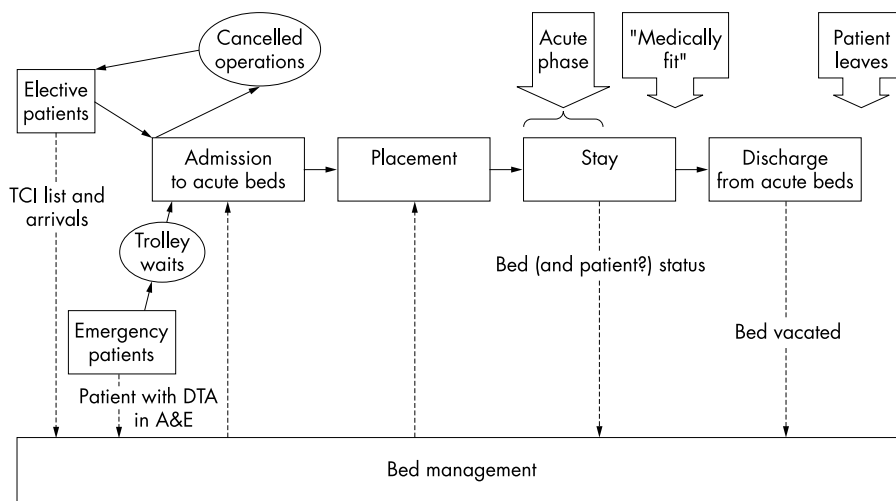 Cancelled
operations
Acute
phase
"Medically
fit"
Patient
leaves
Elective
patients
Admission
to acute beds
Placement
Stay
Discharge
from acute beds
TCI list and
arrivals
Trolley
waits
Bed (and patient?) status
Emergency
patients
Bed vacated
Patient with DTA
in A&E
Bed management